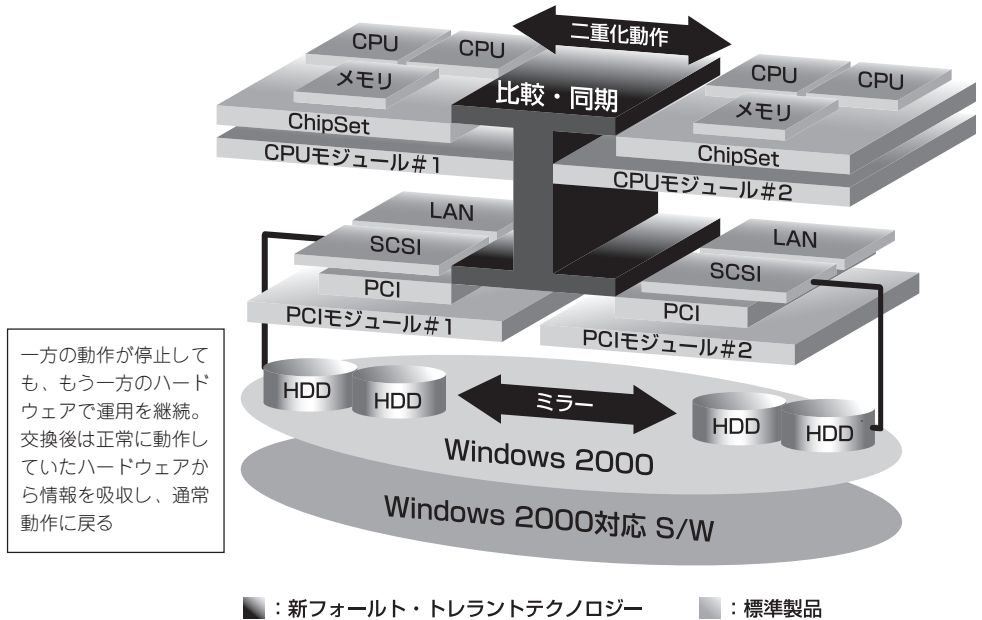 二重化動作
CPU
CPU
メモリ
ChipSet
CPUモジュール#1
比較・同期
CPU
CPU
メモリ
ChipSet
CPUモジュール#2
LAN
SCSI
PCI
PCIモジュール#1
LAN
SCSI
PCI
PCIモジュール#2
一方の動作が停止して
も、もう一方のハード
ウェアで運用を継続。
交換後は正常に動作し
ていたハードウェアか
ら情報を吸収し、通常
動作に戻る
HDD
HDD
ミラー
HDD
HDD
Windows 2000
Windows 2000対応 S/W
：新フォールト・トレラントテクノロジー
：標準製品